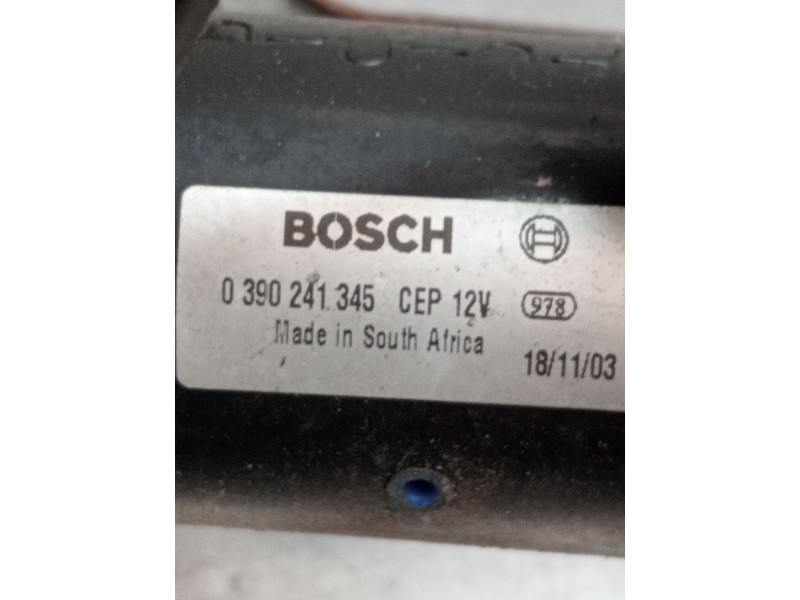 BOSCH
0 390 241 345 CEP 12V 978
Made in South Africa
18/11/03